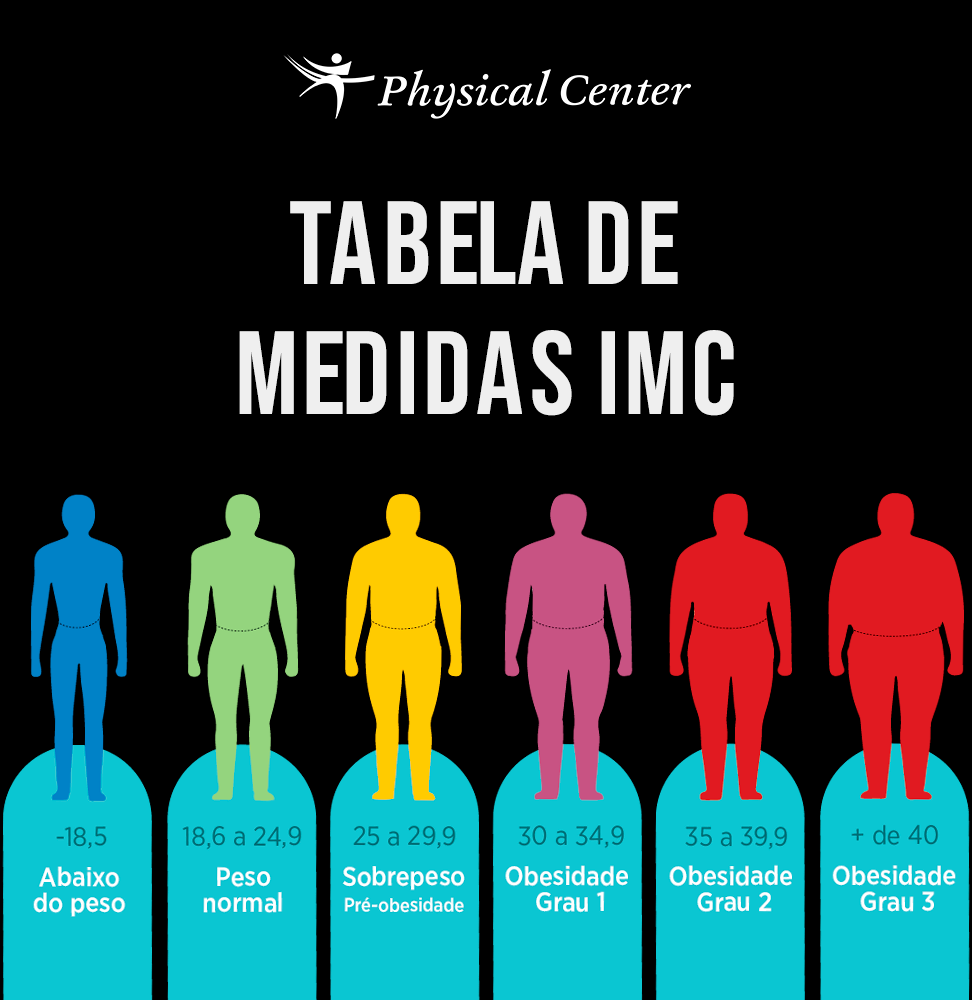 Physical Center
TABELA DE
MEDIDAS IMC
-18,5
Abaixo
do peso
18,6 a 24,9
Peso
normal
25 a 29,9
Sobrepeso
Pré-obesidade
30 a 34,9
Obesidade
Grau 1
35 a 39,9
Obesidade
Grau 2
+ de 40
Obesidade
Grau 3